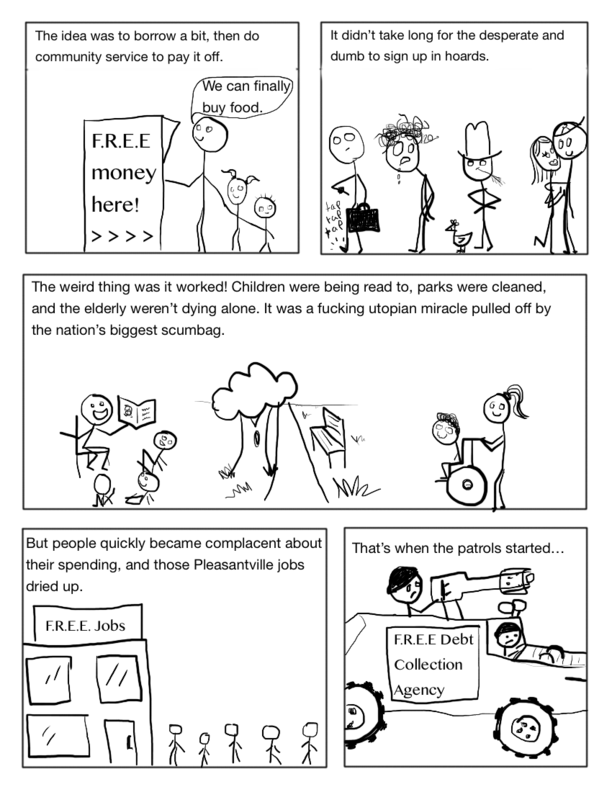 The idea was to borrow a bit, then do
community service to pay it off.
We can finally
buy food.
F.R.E.E
money
here!
> > > >
It didn't take long for the desperate and
dumb to sign up in hoards.
tap
tap
tap
The weird thing was it worked! Children were being read to, parks were cleaned,
and the elderly weren't dying alone. It was a fucking utopian miracle pulled off by
the nation's biggest scumbag.
But people quickly became complacent about
their spending, and those Pleasantville jobs
dried up.
F.R.E.E. Jobs
That's when the patrols started…
F.R.E.E Debt
Collection
Agency